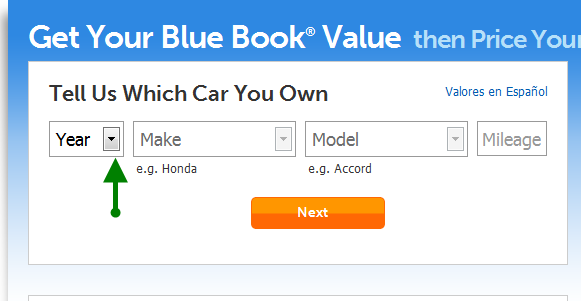 Get Your Blue Book® Value then Price Your
Tell Us Which Car You Own
Valores en Español
Year Make Model Mileage
e.g. Honda e.g. Accord
Next